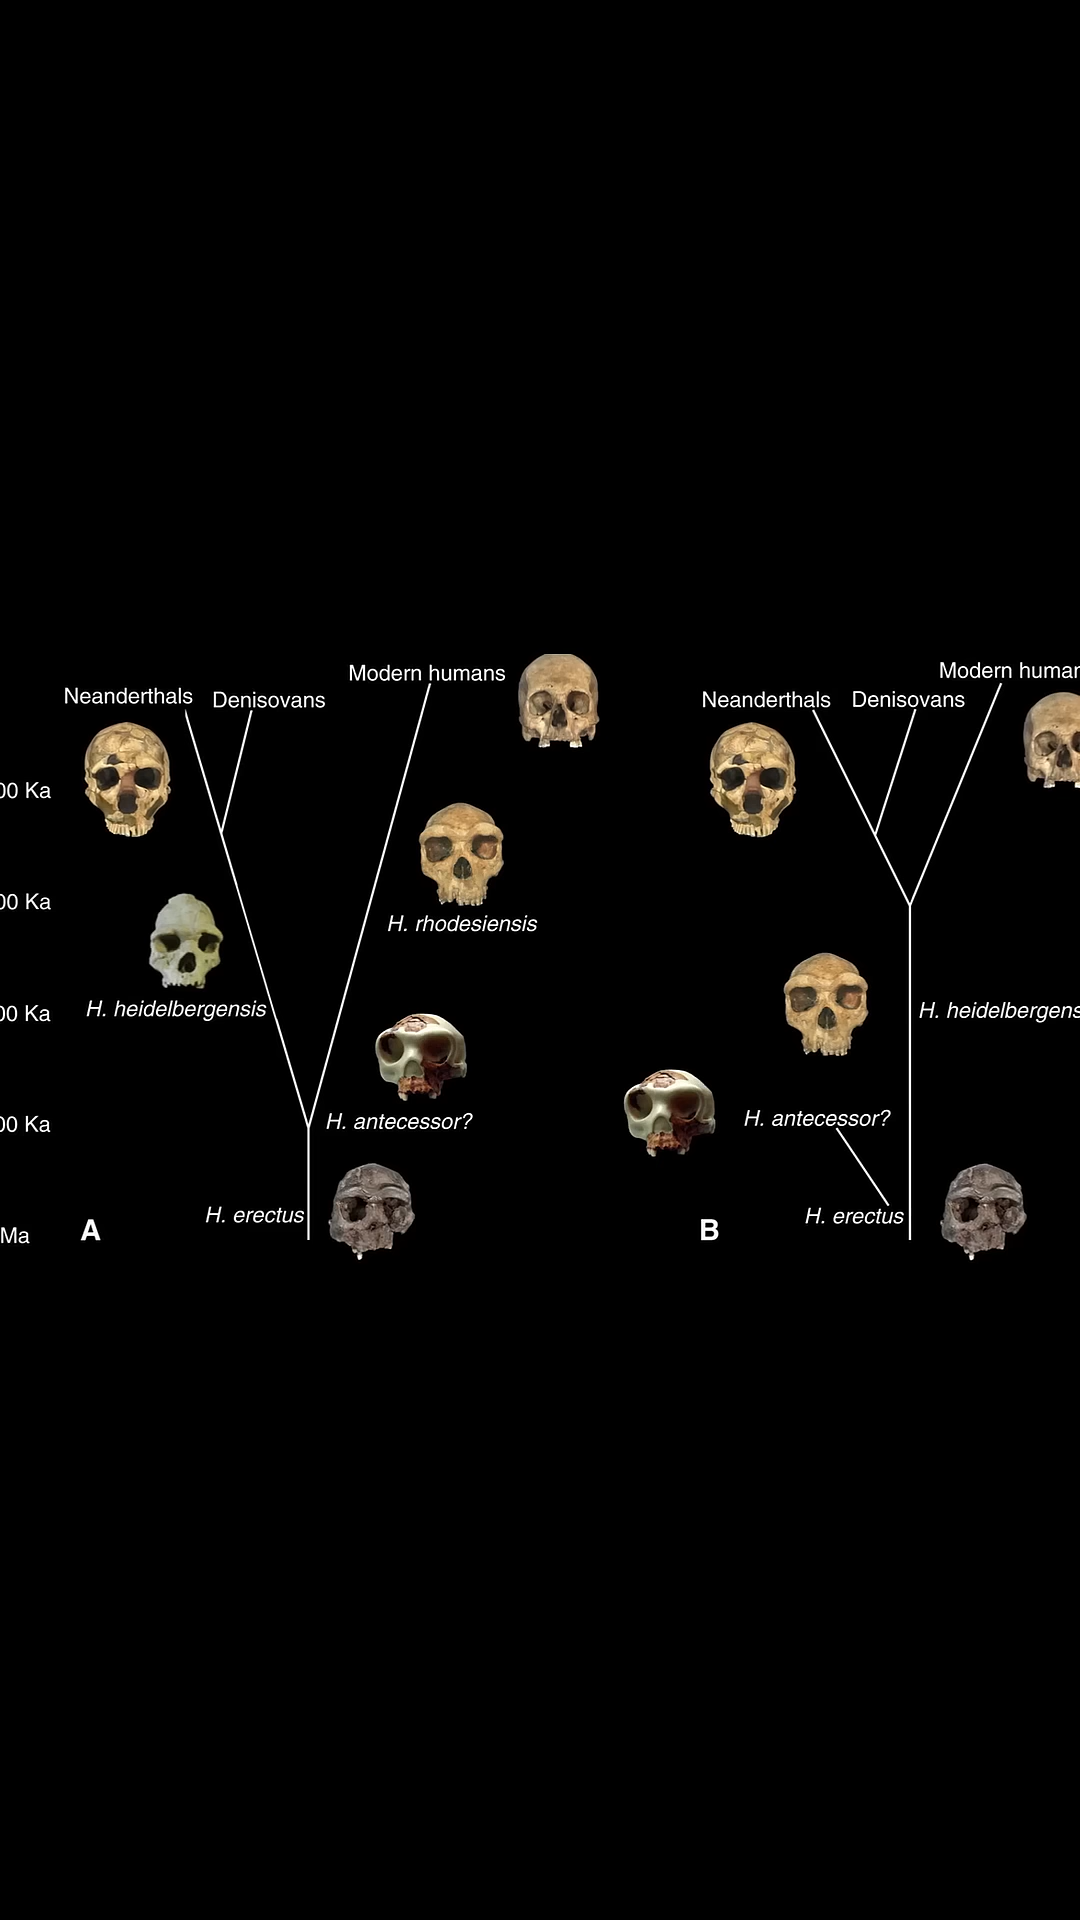 Modern humans
Neanderthals
Denisovans
00 Ka
H. rhodesiensis
00 Ka
H. heidelbergensis
00 Ka
H. antecessor?
00 Ka
H. erectus
Ma
A
Modern human
Neanderthals
Denisovans
H. heidelbergens
H. antecessor?
H. erectus
B